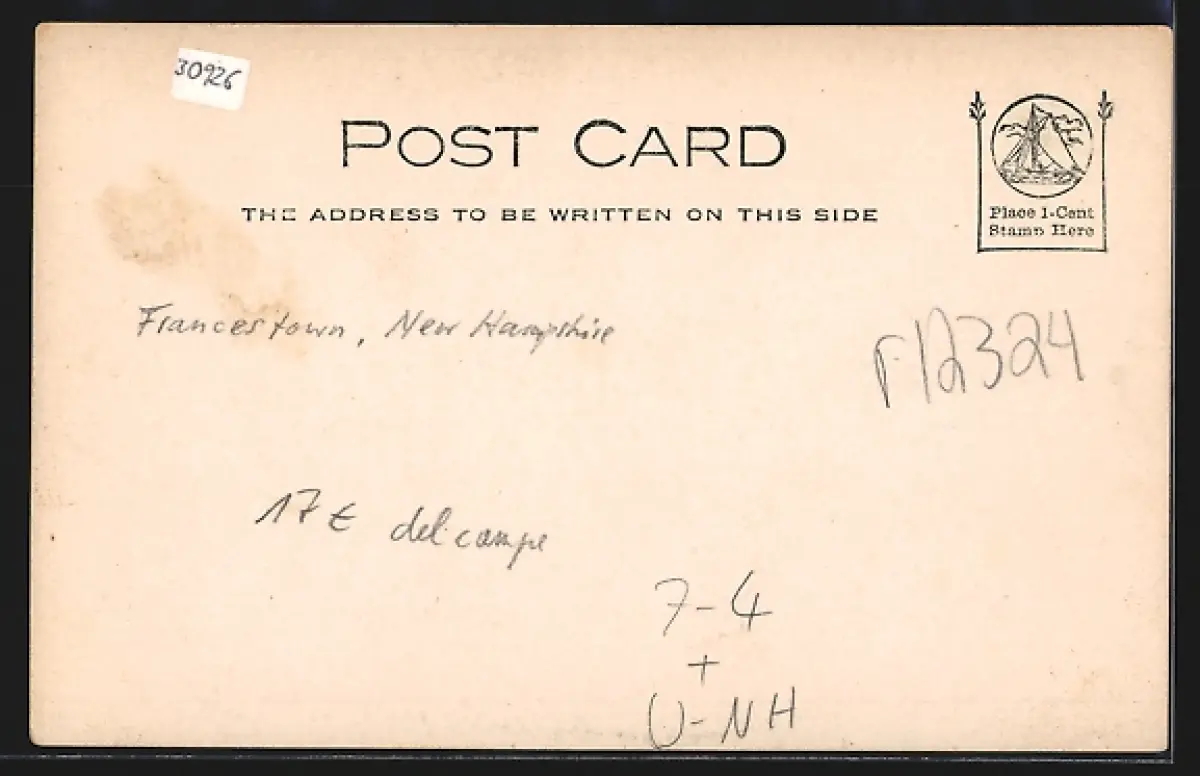 30926
POST CARD
THE ADDRESS TO BE WRITTEN ON THIS SIDE
Place 1-Cent
Stamp Here
Francestown, New Hampshire
F12324
17 € delcampe
7-4
+
U-NH